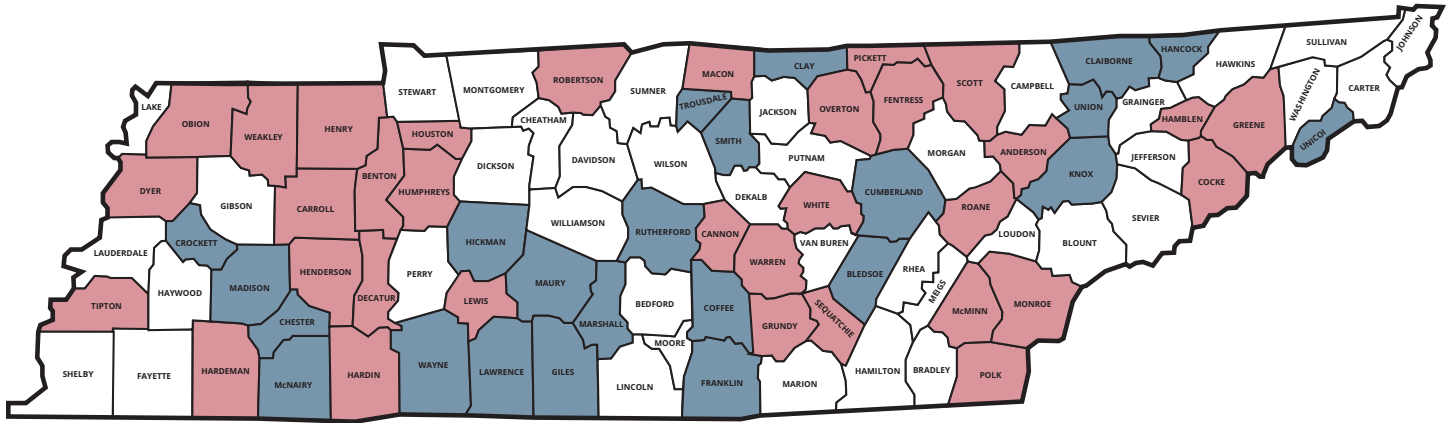 JOHNSON
SULLIVAN
HANCOCK
CLAIBORNE
HAWKINS
CARTER
WASHINGTON
UNICOI
PICKETT
CLAY
MACON
ROBERTSON
SCOTT
CAMPBELL
UNION
GRAINGER
HAMBLEN
GREENE
STEWART
MONTGOMERY
SUMNER
TROUSDALE
JACKSON
OVERTON
FENTRESS
LAKE
OBION
WEAKLEY
HENRY
HOUSTON
CHEATHAM
DICKSON
DAVIDSON
WILSON
SMITH
PUTNAM
MORGAN
ANDERSON
KNOX
JEFFERSON
COCKE
DYER
GIBSON
CARROLL
BENTON
HUMPHREYS
DEKALB
WHITE
CUMBERLAND
ROANE
LOUDON
BLOUNT
SEVIER
LAUDERDALE
CROCKETT
HICKMAN
WILLIAMSON
RUTHERFORD
CANNON
WARREN
VAN BUREN
BLEDSOE
RHEA
MEIGS
TIPTON
HAYWOOD
MADISON
HENDERSON
DECATUR
PERRY
LEWIS
MAURY
MARSHALL
BEDFORD
COFFEE
GRUNDY
SEQUATCHIE
McMINN
MONROE
CHESTER
MOORE
SHELBY
FAYETTE
HARDEMAN
McNAIRY
HARDIN
WAYNE
LAWRENCE
GILES
LINCOLN
FRANKLIN
MARION
HAMILTON
BRADLEY
POLK